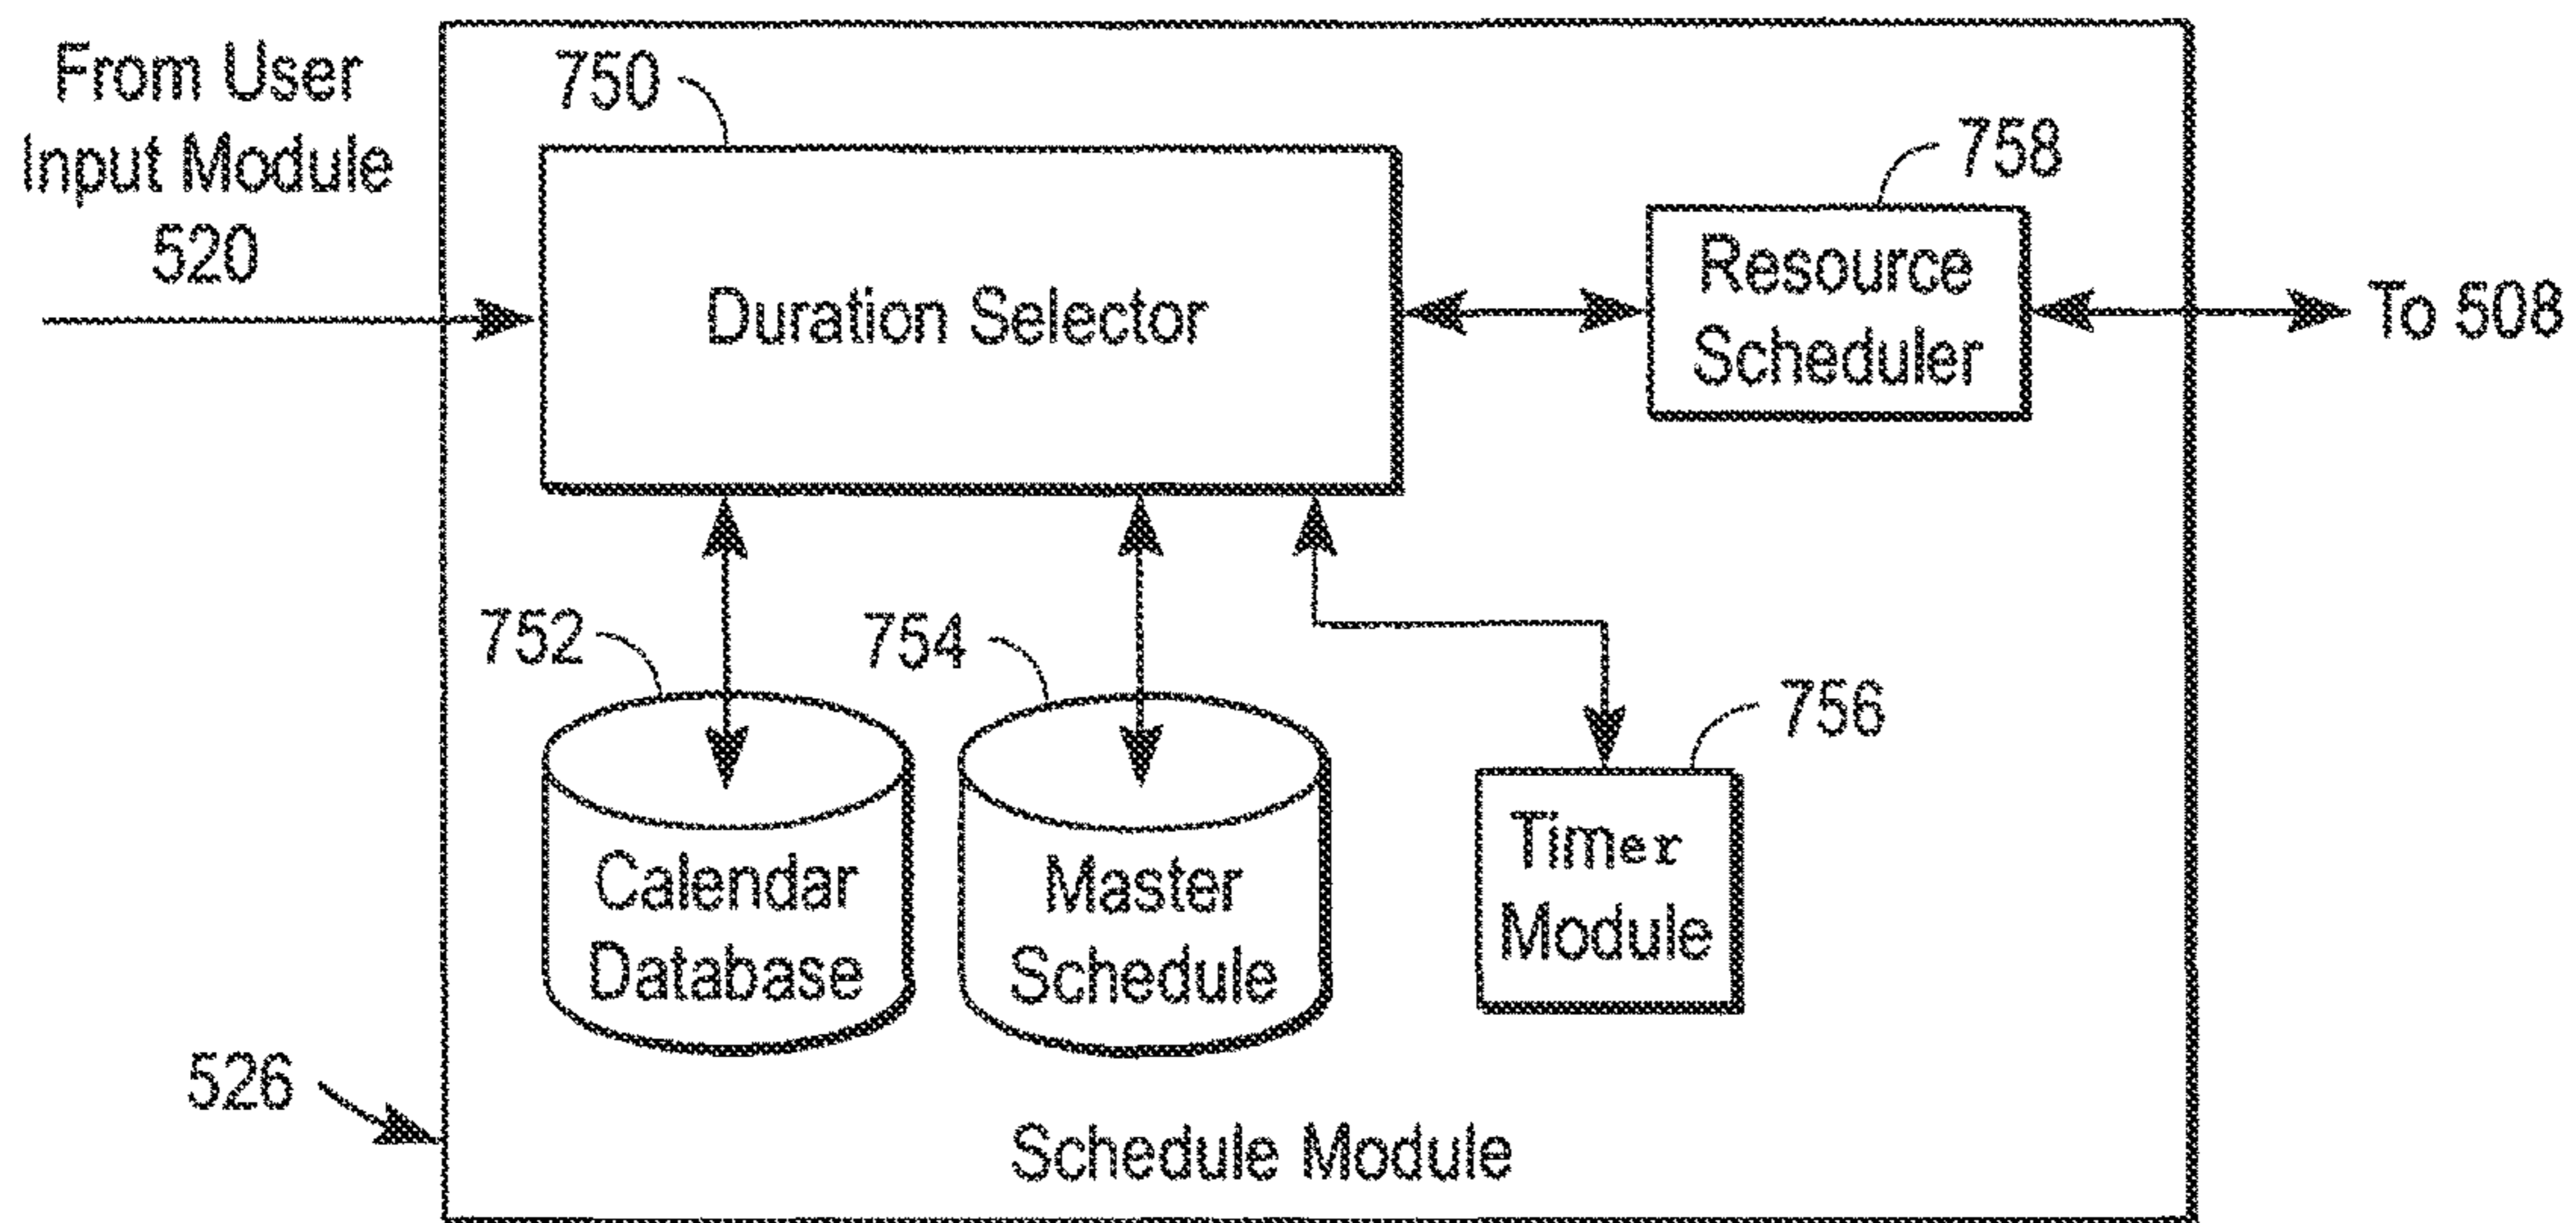 From User
Input Module
520
750
Duration Selector
758
Resource
Scheduler
To 508
752
Calendar
Database
754
Master
Schedule
756
Timer
Module
526
Schedule Module